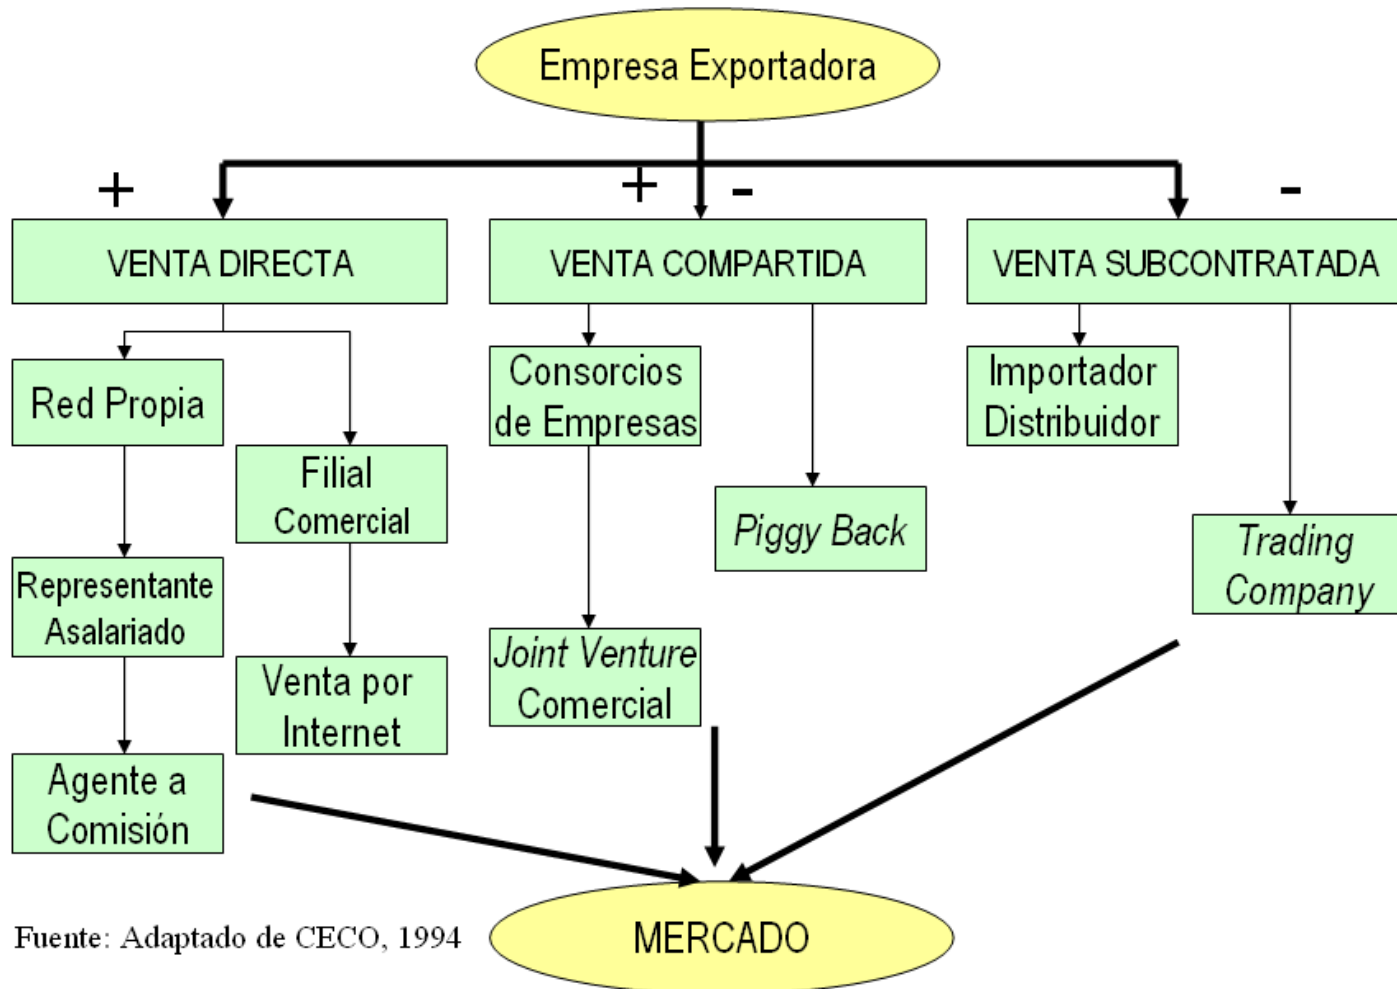 Empresa Exportadora
+
+ -
-
VENTA DIRECTA
VENTA COMPARTIDA
VENTA SUBCONTRATADA
Red Propia
Representante
Asalariado
Agente a
Comisión
Filial
Comercial
Venta por
Internet
Consorcios
de Empresas
Joint Venture
Comercial
Piggy Back
Importador
Distribuidor
Trading
Company
MERCADO
Fuente: Adaptado de CECO, 1994